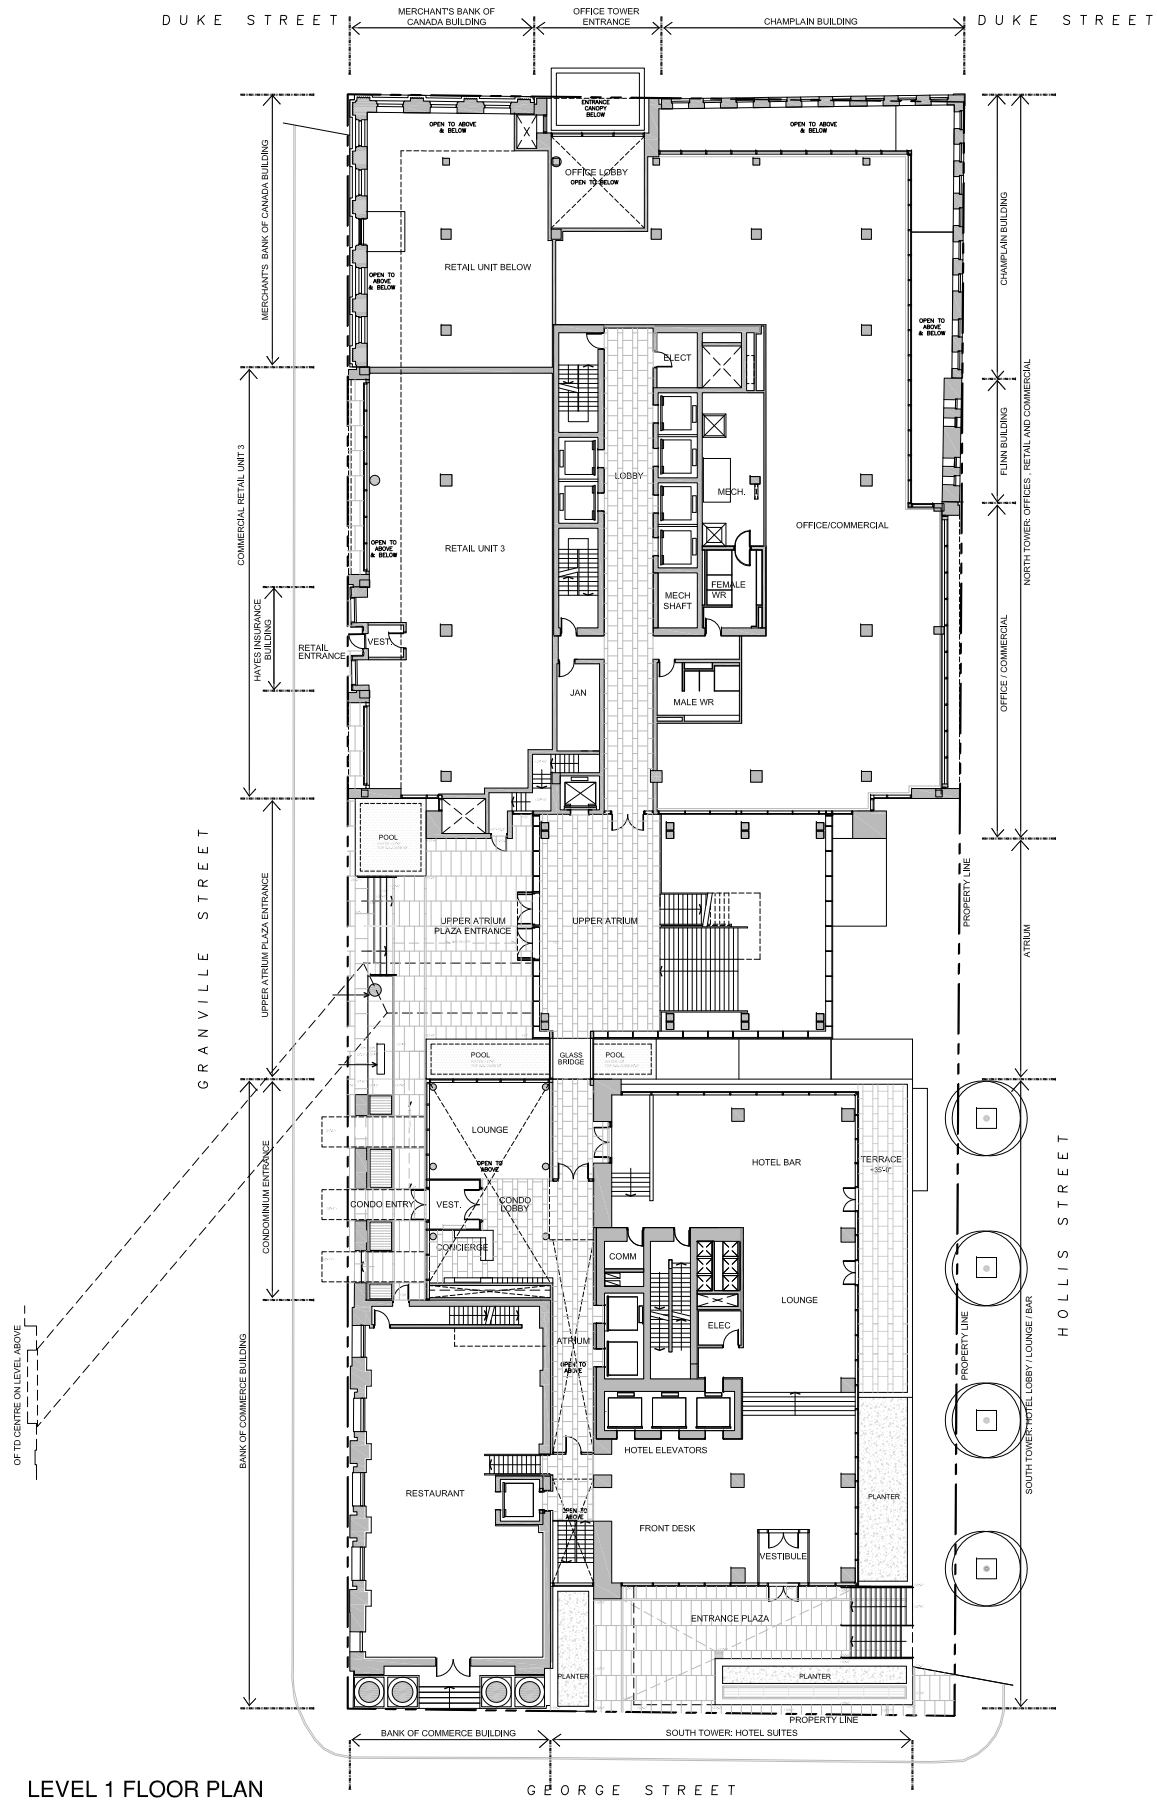 DUKE STREET
MERCHANT'S BANK OF
CANADA BUILDING
OFFICE TOWER
ENTRANCE
CHAMPLAIN BUILDING
DUKE STREET
ENTRANCE
CANOPY
BELOW
OPEN TO ABOVE
& BELOW
OPEN TO ABOVE
& BELOW
OFFICE LOBBY
OPEN TO BELOW
MERCHANT'S BANK OF CANADA BUILDING
RETAIL UNIT BELOW
OPEN TO
ABOVE
& BELOW
CHAMPLAIN BUILDING
OPEN TO
ABOVE
& BELOW
ELECT
FLINN BUILDING
NORTH TOWER: OFFICES , RETAIL AND COMMERCIAL
COMMERCIAL RETAIL UNIT 3
LOBBY
MECH.
OFFICE/COMMERCIAL
OPEN TO
ABOVE
& BELOW
RETAIL UNIT 3
MECH
SHAFT
FEMALE
WR
HAYES INSURANCE
BUILDING
RETAIL
ENTRANCE
VEST.
OFFICE / COMMERCIAL
JAN
MALE WR
POOL
GRANVILLE STREET
UPPER ATRIUM PLAZA ENTRANCE
UPPER ATRIUM
PLAZA ENTRANCE
UPPER ATRIUM
PROPERTY LINE
ATRIUM
POOL
GLASS
BRIDGE
POOL
LOUNGE
OPEN TO
ABOVE
HOTEL BAR
TERRACE
+35'-0"
HOLLIS STREET
CONDOMINIUM ENTRANCE
CONDO ENTRY
VEST.
CONDO
LOBBY
CONCIERGE
COMM
LOUNGE
ELEC
ATRIUM
OPEN TO
ABOVE
PROPERTY LINE
SOUTH TOWER: HOTEL LOBBY / LOUNGE / BAR
OF TD CENTRE ON LEVEL ABOVE
BANK OF COMMERCE BUILDING
HOTEL ELEVATORS
RESTAURANT
PLANTER
OPEN TO
ABOVE
FRONT DESK
VESTIBULE
ENTRANCE PLAZA
PLANTER
PLANTER
PROPERTY LINE
BANK OF COMMERCE BUILDING
SOUTH TOWER: HOTEL SUITES
LEVEL 1 FLOOR PLAN
GEORGE STREET